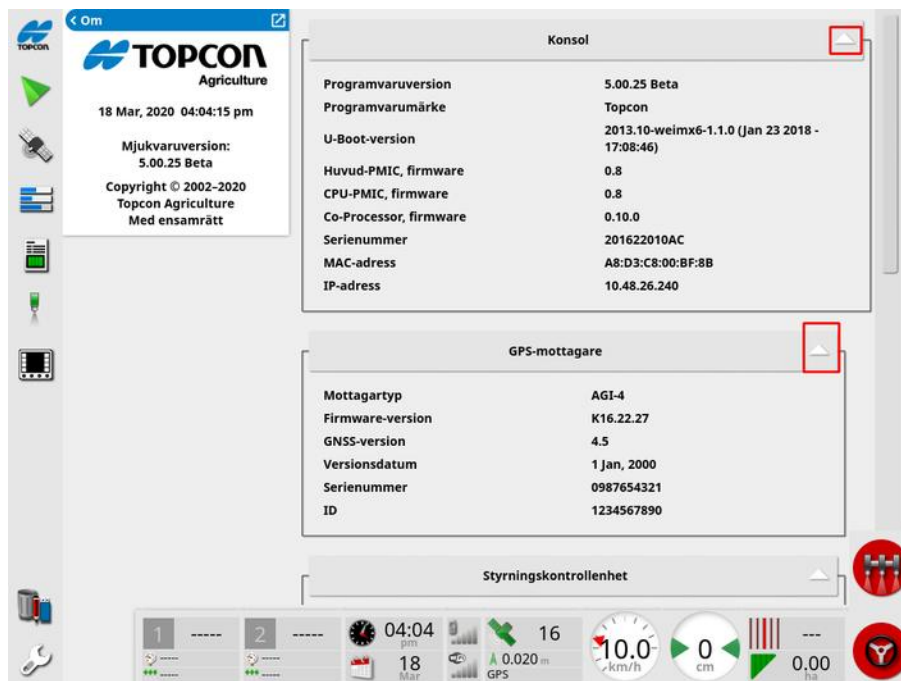 TOPCON
< Om
TOPCON
Agriculture
18 Mar, 2020 04:04:15 pm
Mjukvaruversion:
5.00.25 Beta
Copyright © 2002–2020
Topcon Agriculture
Med ensamrätt
Konsol
Programvaruversion 5.00.25 Beta
Programvarumärke Topcon
U-Boot-version 2013.10-weimx6-1.1.0 (Jan 23 2018 -
17:08:46)
Huvud-PMIC, firmware 0.8
CPU-PMIC, firmware 0.8
Co-Processor, firmware 0.10.0
Serienummer 201622010AC
MAC-adress A8:D3:C8:00:BF:8B
IP-adress 10.48.26.240
GPS-mottagare
Mottagartyp AGI-4
Firmware-version K16.22.27
GNSS-version 4.5
Versionsdatum 1 Jan, 2000
Serienummer 0987654321
ID 1234567890
Styrningskontrollenhet
1 ----- 2 ----- 04:04 16 10.0 0 ---
pm km/h cm
----- ----- 18 WiFi 0.020 m 0.00
----- ----- Mar GPS ha